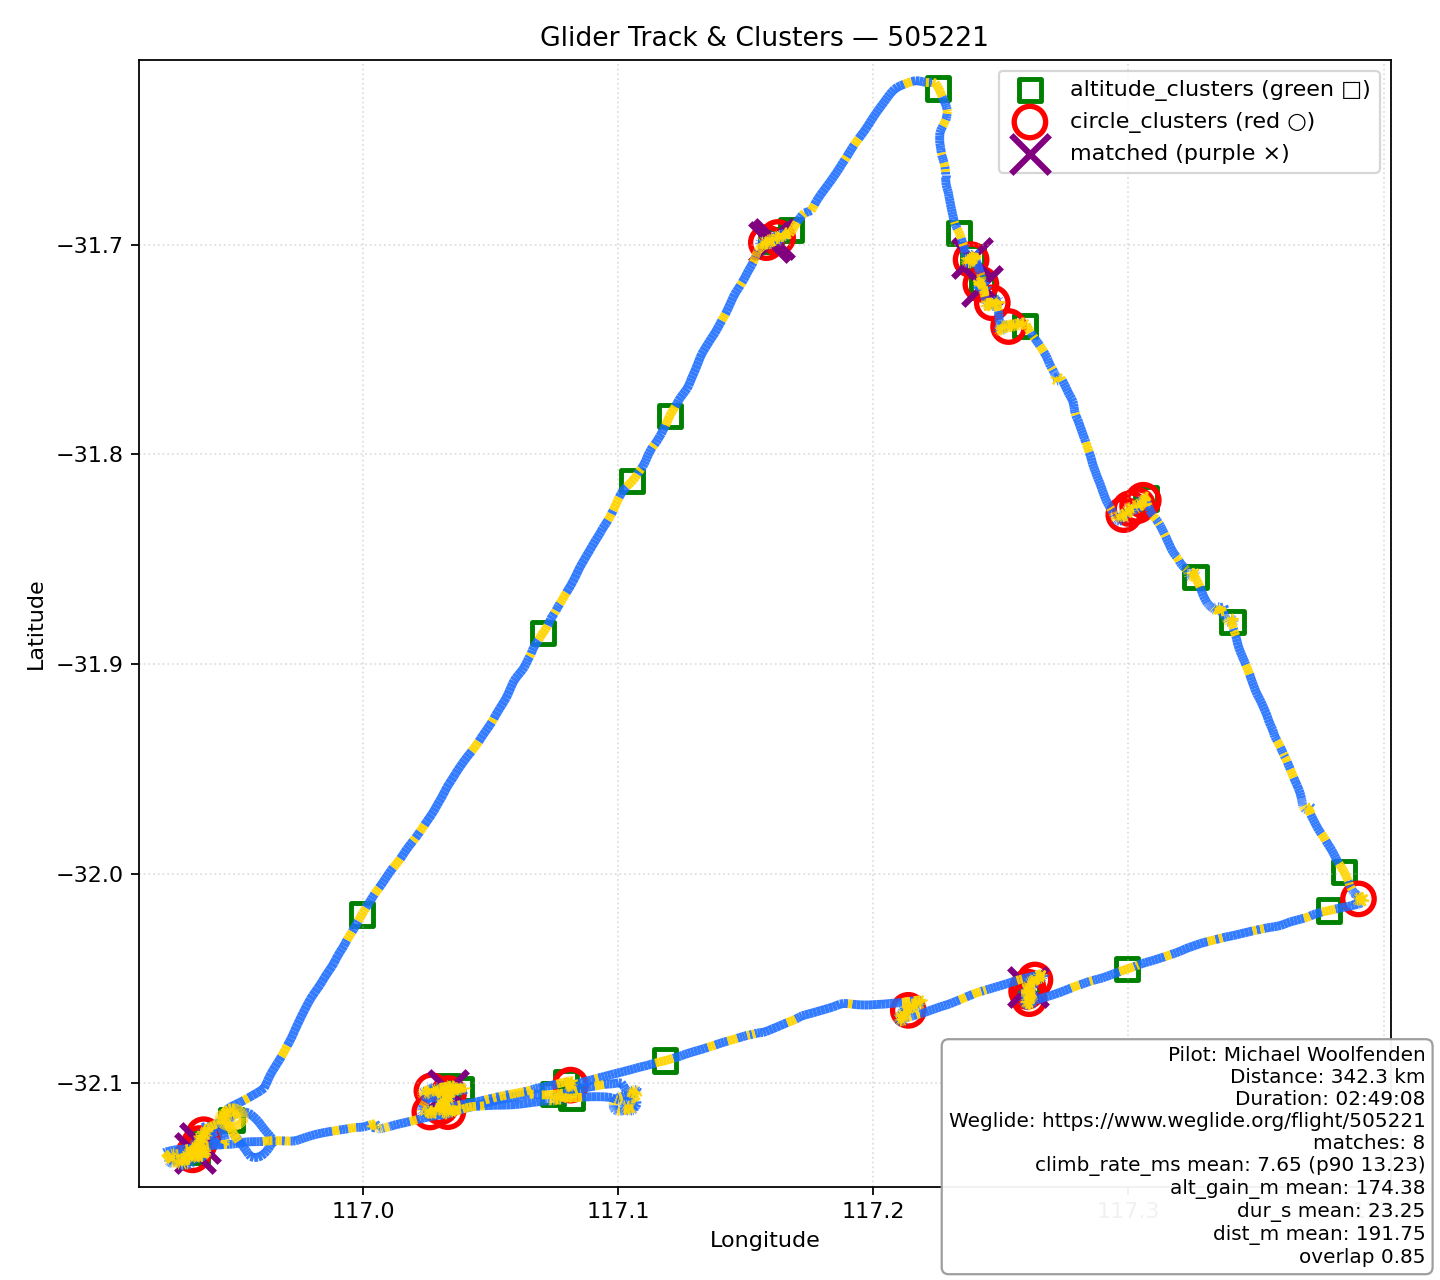 Glider Track & Clusters — 505221
altitude_clusters (green □)
circle_clusters (red ○)
matched (purple ×)
Latitude
−31.7
−31.8
−31.9
−32.0
−32.1
117.0
117.1
117.2
117.3
Longitude
Pilot: Michael Woolfenden
Distance: 342.3 km
Duration: 02:49:08
Weglide: https://www.weglide.org/flight/505221
matches: 8
climb_rate_ms mean: 7.65 (p90 13.23)
alt_gain_m mean: 174.38
dur_s mean: 23.25
dist_m mean: 191.75
overlap 0.85